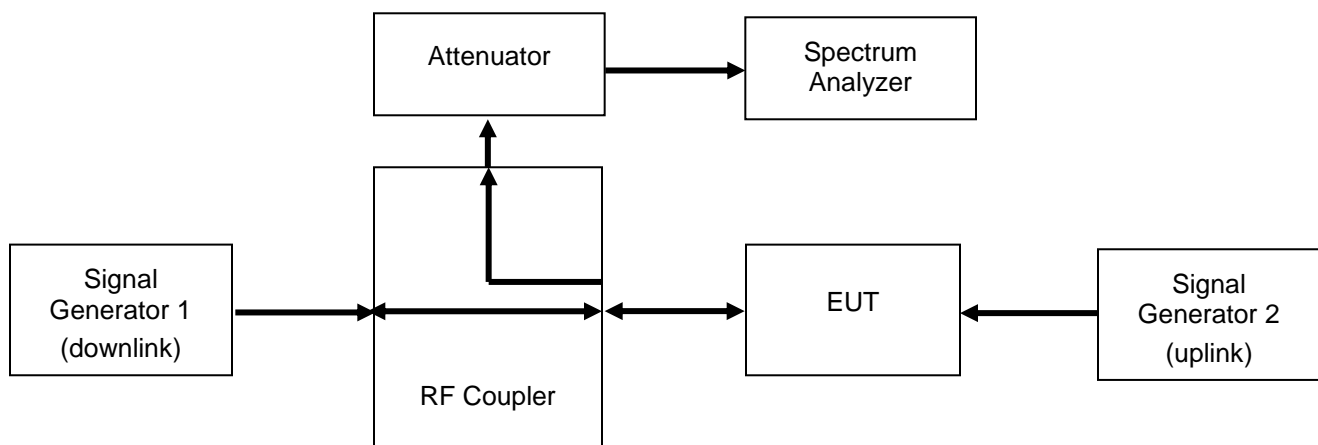 Attenuator
Spectrum
Analyzer
Signal
Generator 1
(downlink)
RF Coupler
EUT
Signal
Generator 2
(uplink)